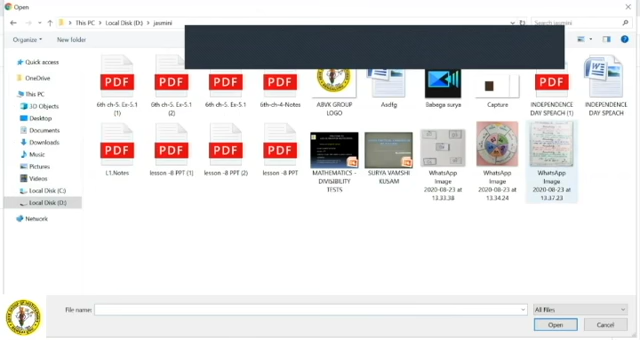 Open
This PC > Local Disk (D:) > jasmini
Search jasmini
Organize
New folder
Quick access
OneDrive
This PC
3D Objects
Desktop
Documents
Downloads
Music
Pictures
Videos
Local Disk (C:)
Local Disk (D:)
Network
6th ch-5. Ex-5.1 (1)
6th ch-5. Ex-5.1 (2)
6th ch-5. Ex-5.1
6th-ch-4-Notes
ABVK GROUP LOGO
Aadfg
Babega surya
Capture
INDEPENDENCE DAY SPEACH (1)
INDEPENDENCE DAY SPEACH
PDF
PDF
PDF
PDF
PDF
PDF
PDF
PDF
PDF
L1.Notes
lesson -8 PPT (1)
lesson -8 PPT (2)
lesson -8 PPT
MATHEMATICS - DIVISIBILITY TESTS
SURYA VAMSHI KUSAM
WhatsApp Image 2020-08-23 at 13.33.38
WhatsApp Image 2020-08-23 at 13.34.24
WhatsApp Image 2020-08-23 at 13.37.23
File name:
All Files
Open
Cancel